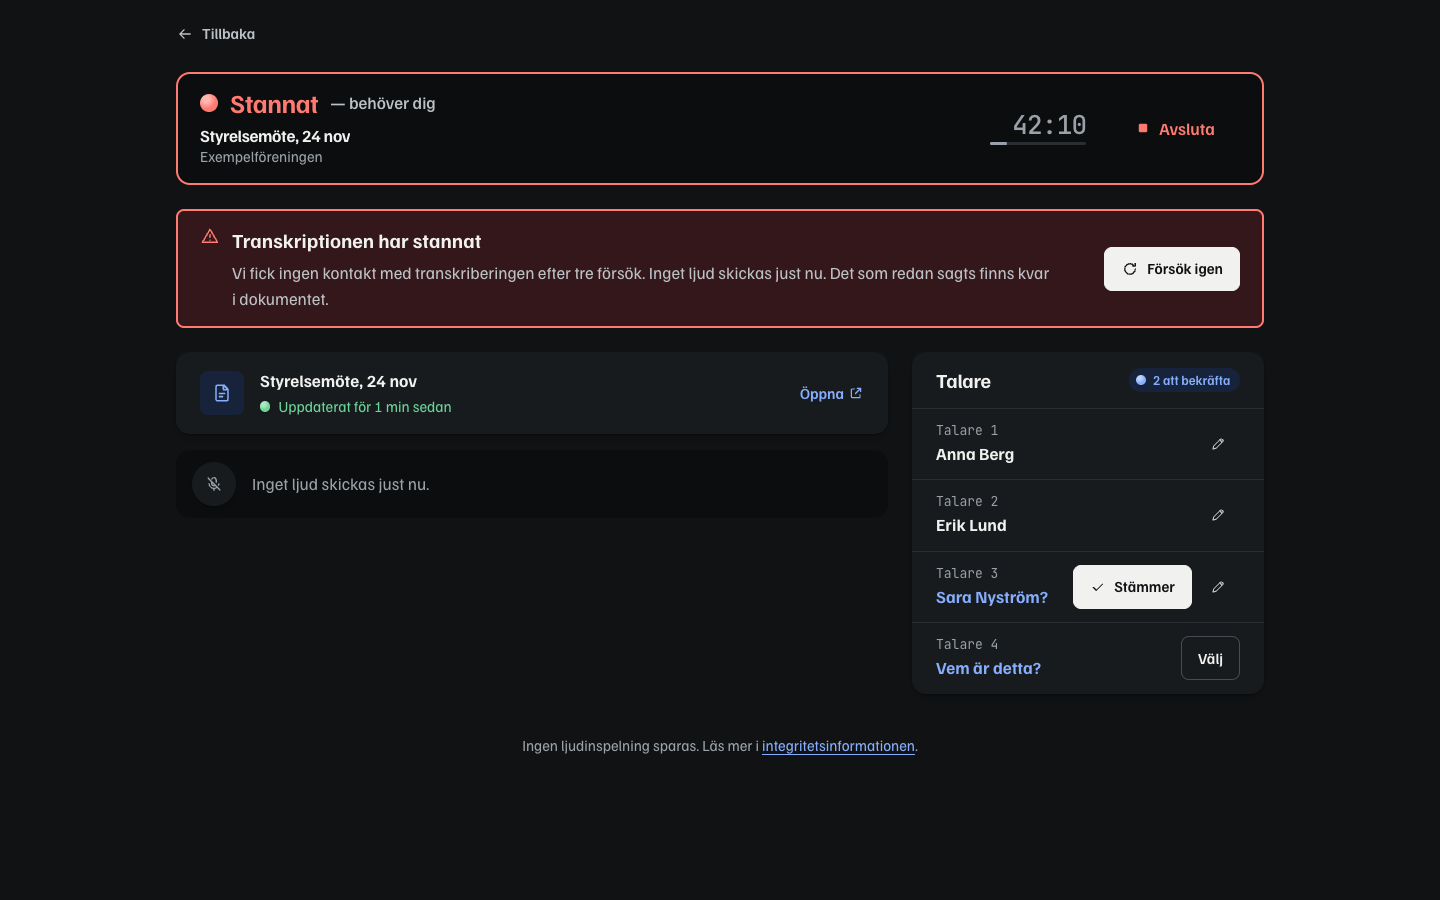 Tillbaka
Stannat — behöver dig
Styrelsemöte, 24 nov
Exempelföreningen
42:10
Avsluta
Transkriptionen har stannat
Vi fick ingen kontakt med transkriberingen efter tre försök. Inget ljud skickas just nu. Det som redan sagts finns kvar
i dokumentet.
Försök igen
Styrelsemöte, 24 nov
Uppdaterat för 1 min sedan
Öppna
Inget ljud skickas just nu.
Talare
2 att bekräfta
Talare 1
Anna Berg
Talare 2
Erik Lund
Talare 3
Sara Nyström?
Stämmer
Talare 4
Vem är detta?
Välj
Ingen ljudinspelning sparas. Läs mer i integritetsinformationen.